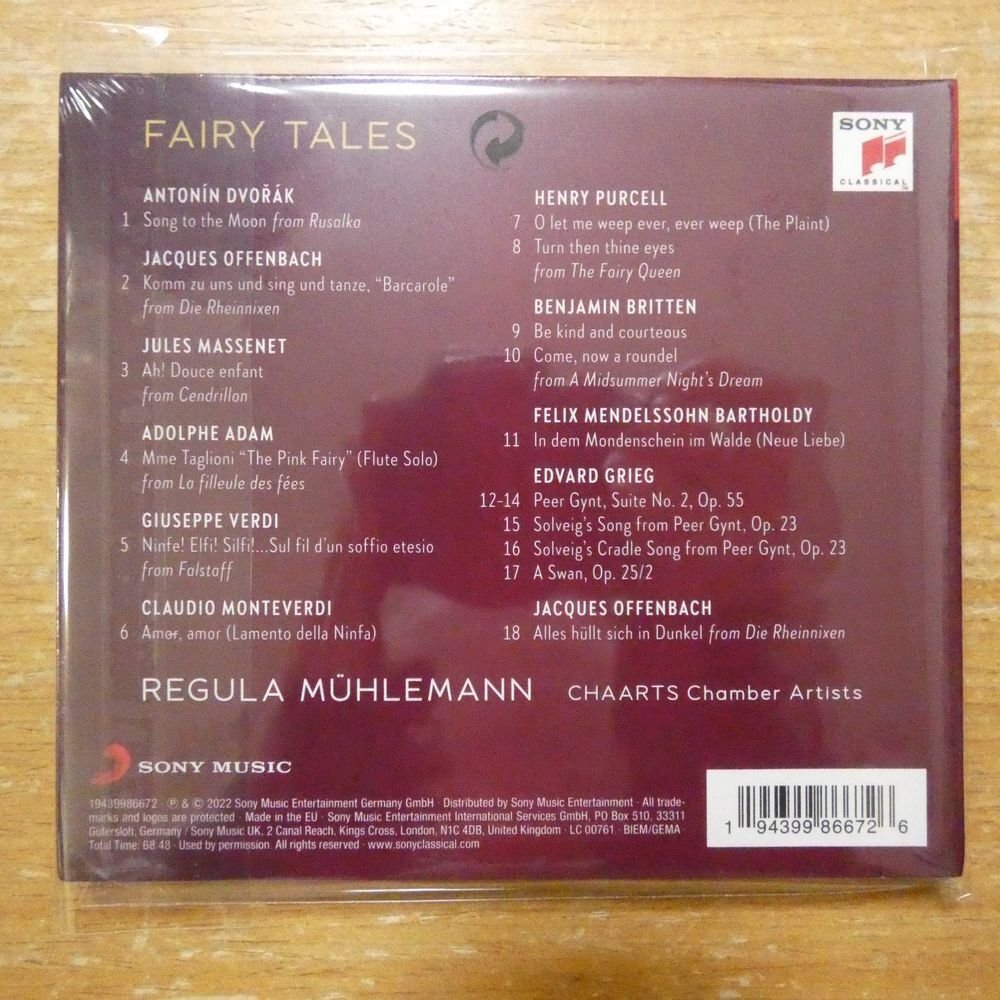 FAIRY TALES
SONY
CLASSICAL
ANTONÍN DVOŘÁK
1 Song to the Moon from Rusalka
JACQUES OFFENBACH
2 Komm zu uns und sing und tanze, “Barcarole”
from Die Rheinnixen
JULES MASSENET
3 Ah! Douce enfant
from Cendrillon
ADOLPHE ADAM
4 Mme Taglioni “The Pink Fairy” (Flute Solo)
from La filleule des fées
GIUSEPPE VERDI
5 Ninfe! Elfi! Silfi!...Sul fil d’un soffio etesio
from Falstaff
CLAUDIO MONTEVERDI
6 Amor, amor (Lamento della Ninfa)
HENRY PURCELL
7 O let me weep ever, ever weep (The Plaint)
8 Turn then thine eyes
from The Fairy Queen
BENJAMIN BRITTEN
9 Be kind and courteous
10 Come, now a roundel
from A Midsummer Night’s Dream
FELIX MENDELSSOHN BARTHOLDY
11 In dem Mondenschein im Walde (Neue Liebe)
EDVARD GRIEG
12-14 Peer Gynt, Suite No. 2, Op. 55
15 Solveig’s Song from Peer Gynt, Op. 23
16 Solveig’s Cradle Song from Peer Gynt, Op. 23
17 A Swan, Op. 25/2
JACQUES OFFENBACH
18 Alles hüllt sich in Dunkel from Die Rheinnixen
REGULA MÜHLEMANN CHAARTS Chamber Artists
SONY MUSIC
19439986672 · ℗ & © 2022 Sony Music Entertainment Germany GmbH · Distributed by Sony Music Entertainment · All trade-
marks and logos are protected · Made in the EU · Sony Music Entertainment International Services GmbH, PO Box 510, 33311
Gütersloh, Germany / Sony Music UK, 2 Canal Reach, Kings Cross, London, N1C 4DB, United Kingdom · LC 00761 · BIEM/GEMA
Total Time: 68:48 · Used by permission. All rights reserved · www.sonyclassical.com
1 94399 86672 6